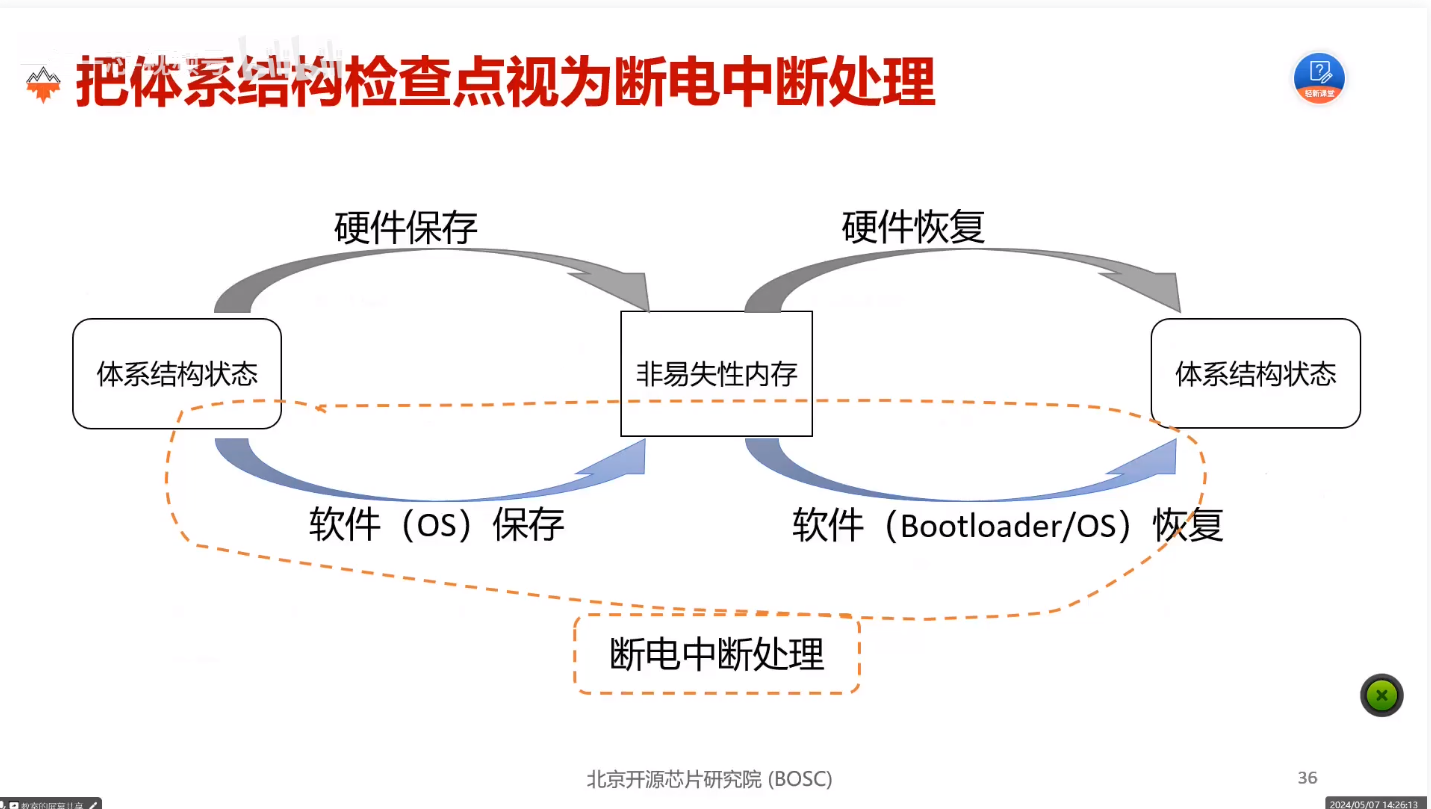 把体系结构检查点视为断电中断处理
轻新课堂
硬件保存
硬件恢复
体系结构状态
非易失性内存
体系结构状态
软件（OS）保存
软件（Bootloader/OS）恢复
断电中断处理
北京开源芯片研究院 (BOSC)
36
2024/05/07 14:26:13